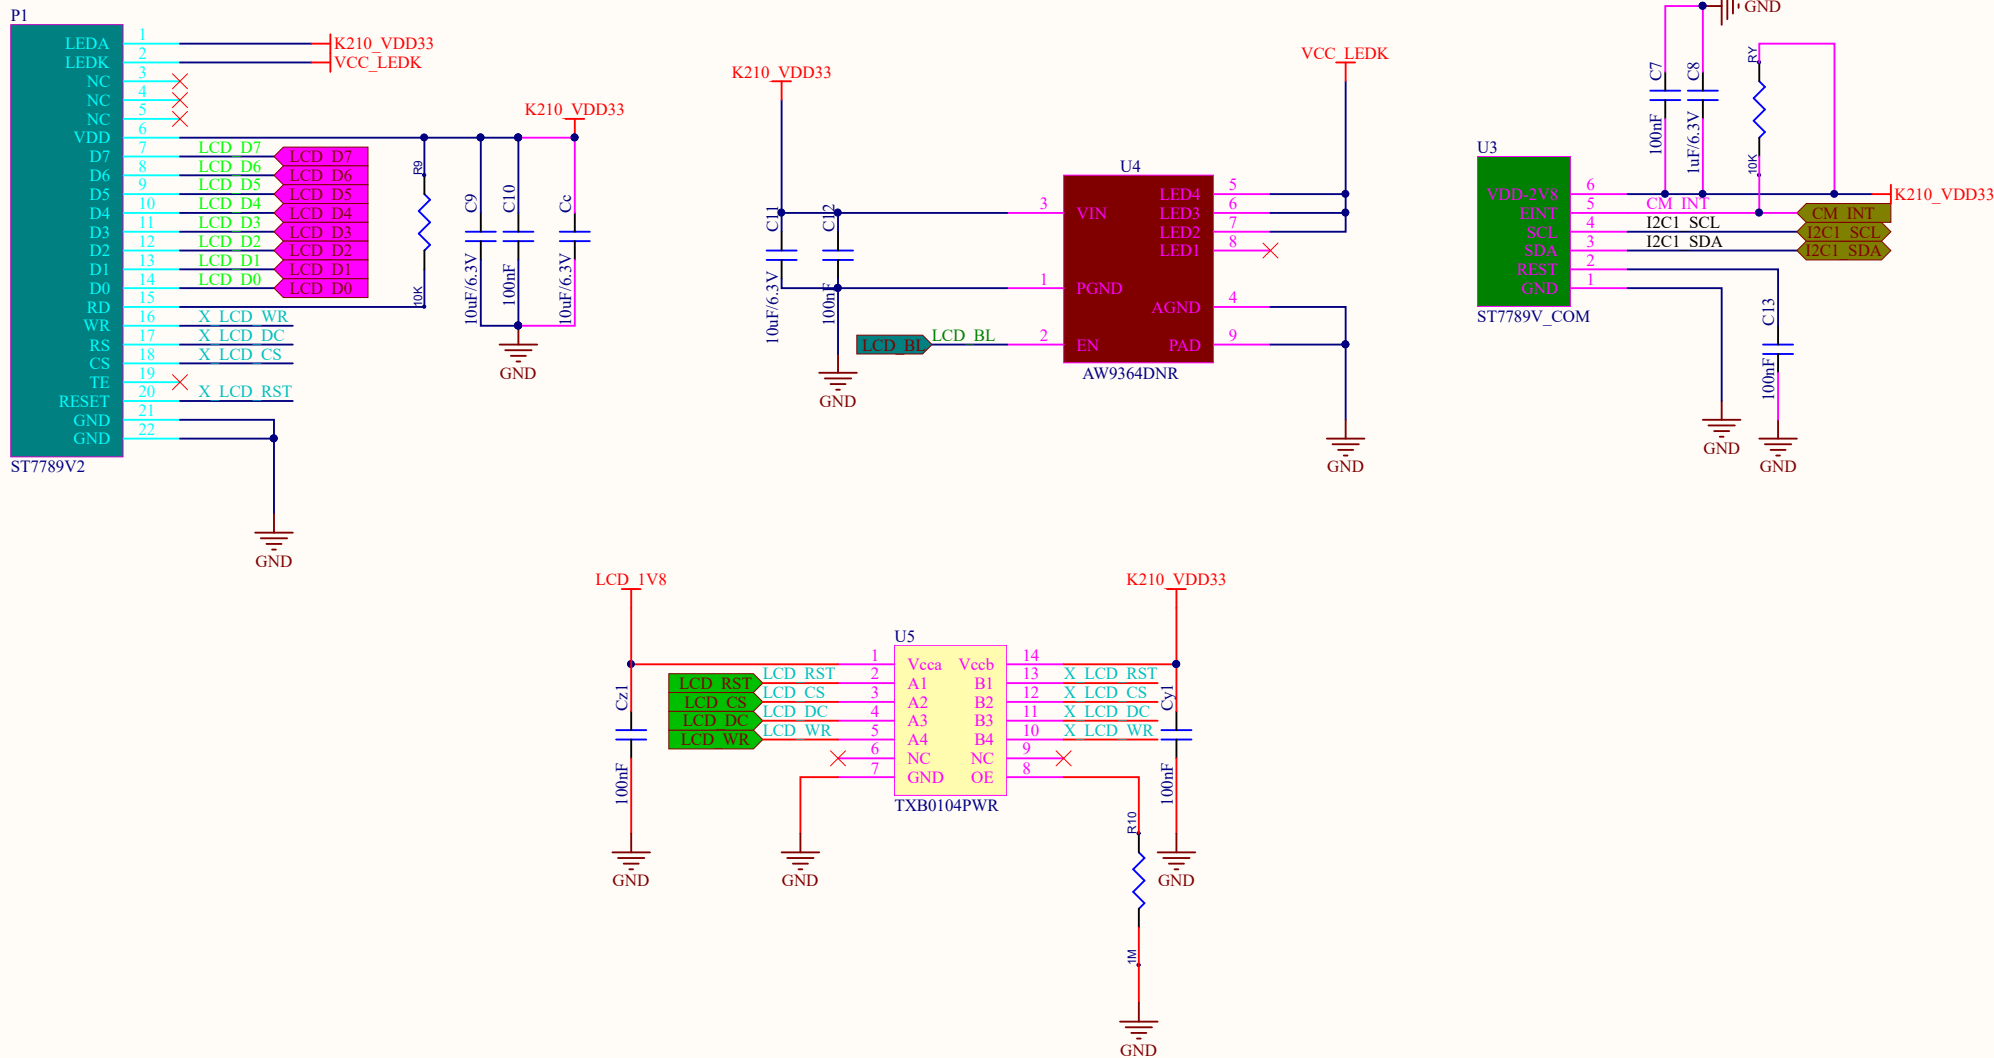 P1
LEDA 1 K210_VDD33
LEDK 2 VCC_LEDK
NC 3
NC 4
NC 5
VDD 6
D7 7 LCD_D7 LCD_D7
D6 8 LCD_D6 LCD_D6
D5 9 LCD_D5 LCD_D5
D4 10 LCD_D4 LCD_D4
D3 11 LCD_D3 LCD_D3
D2 12 LCD_D2 LCD_D2
D1 13 LCD_D1 LCD_D1
D0 14 LCD_D0 LCD_D0
RD 15
WR 16 X_LCD_WR
RS 17 X_LCD_DC
CS 18 X_LCD_CS
TE 19
RESET 20 X_LCD_RST
GND 21
GND 22
ST7789V2
GND
R9
10K
K210_VDD33
C9
10uF/6.3V
C10
100nF
Cc
10uF/6.3V
GND
K210_VDD33
C11
10uF/6.3V
C12
100nF
GND
LCD_BL LCD_BL
U4
3 VIN
1 PGND
2 EN
LED4 5
LED3 6
LED2 7
LED1 8
AGND 4
PAD 9
AW9364DNR
VCC_LEDK
GND
GND
C7
100nF
C8
1uF/6.3V
RY
10K
U3
VDD-2V8 6 K210_VDD33
EINT 5 CM_INT CM_INT
SCL 4 I2C1_SCL I2C1_SCL
SDA 3 I2C1_SDA I2C1_SDA
REST 2
GND 1
ST7789V_COM
C13
100nF
GND
GND
LCD_1V8
K210_VDD33
Cz1
100nF
GND
U5
1 Vcca Vccb 14
LCD_RST LCD_RST 2 A1 B1 13 X_LCD_RST
LCD_CS LCD_CS 3 A2 B2 12 X_LCD_CS
LCD_DC LCD_DC 4 A3 B3 11 X_LCD_DC
LCD_WR LCD_WR 5 A4 B4 10 X_LCD_WR
6 NC NC 9
7 GND OE 8
TXB0104PWR
GND
Cy1
100nF
GND
R10
1M
GND